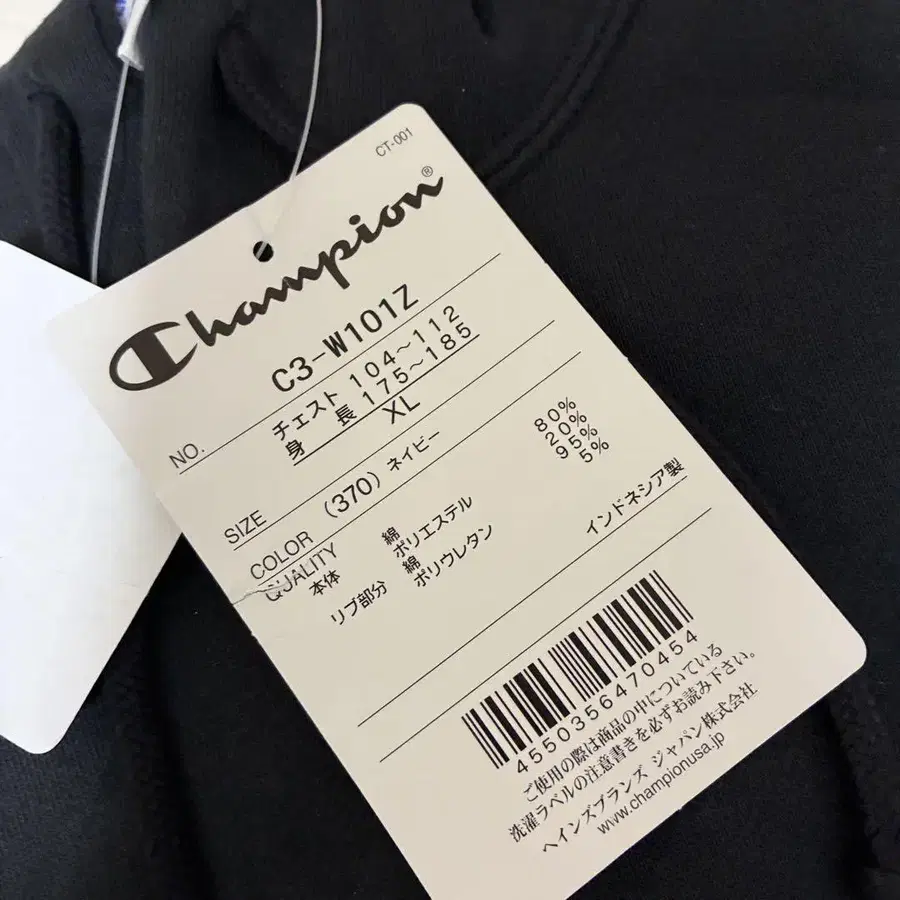 CT-001
Champion®
NO. C3-W101Z
チェスト 104～112
身 長 175～185
SIZE XL
COLOR (370) ネイビー
QUALITY
本体 綿 80%
ポリエステル 20%
リブ部分 綿 95%
ポリウレタン 5%
インドネシア製
4550356470454
ご使用の際は商品の中についている
洗濯ラベルの注意書きを必ずお読み下さい。
ヘインズブランズ ジャパン株式会社
www.championusa.jp